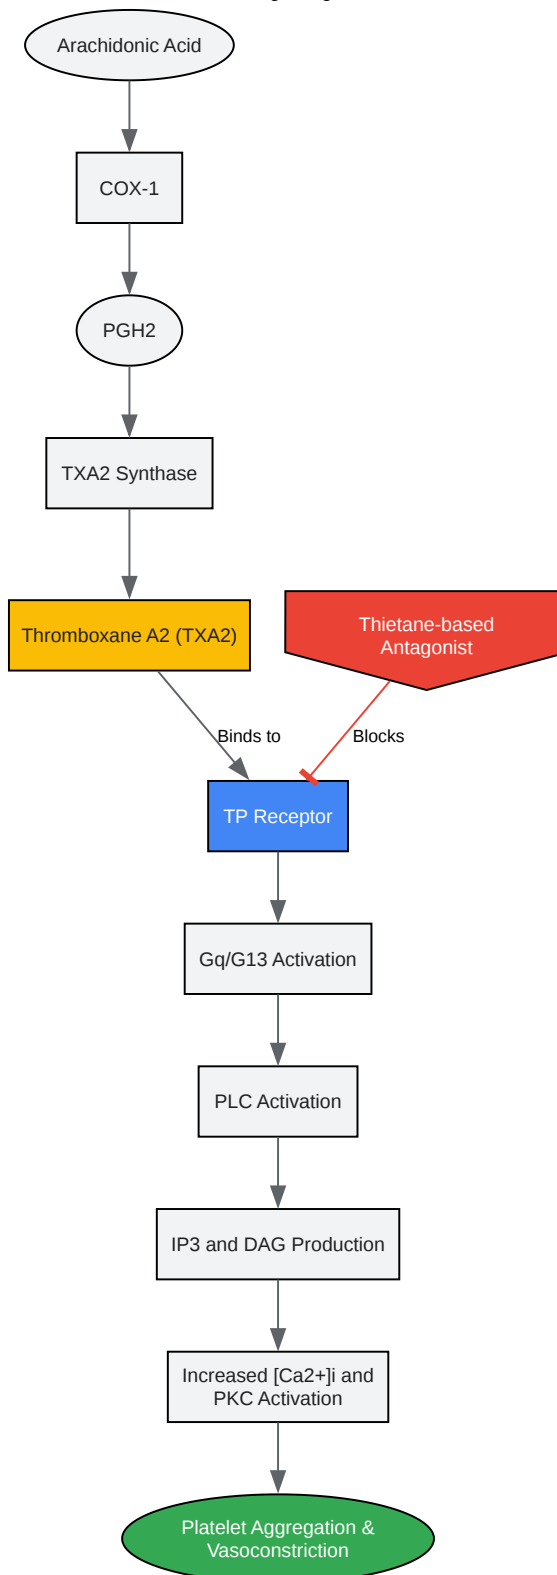 Arachidonic Acid
COX-1
PGH2
TXA2 Synthase
Thromboxane A2 (TXA2)
Thietane-based
Antagonist
Binds to
Blocks
TP Receptor
Gq/G13 Activation
PLC Activation
IP3 and DAG Production
Increased [Ca2+]i and
PKC Activation
Platelet Aggregation &
Vasoconstriction